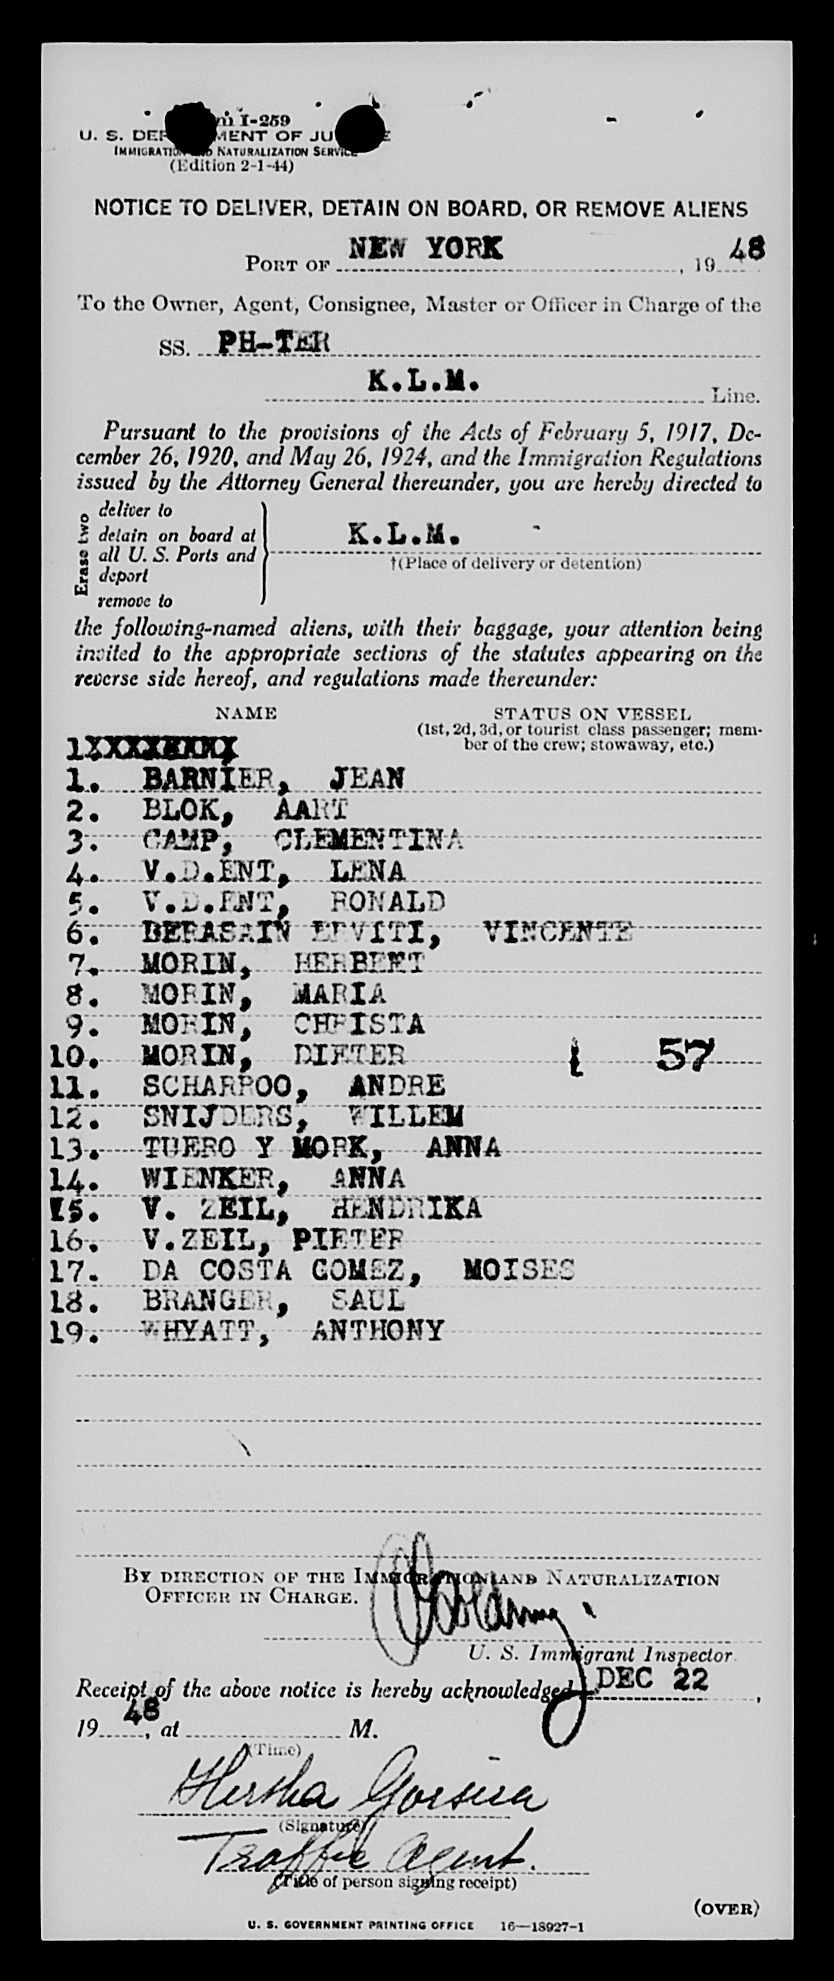 I-259
U. S. DEPARTMENT OF JUSTICE
IMMIGRATION AND NATURALIZATION SERVICE
(Edition 2-1-44)
NOTICE TO DELIVER, DETAIN ON BOARD, OR REMOVE ALIENS
PORT OF NEW YORK, 1948
To the Owner, Agent, Consignee, Master or Officer in Charge of the
SS. PH-TER
K.L.M. Line.
Pursuant to the provisions of the Acts of February 5, 1917, De-
cember 26, 1920, and May 26, 1924, and the Immigration Regulations
issued by the Attorney General thereunder, you are hereby directed to
Erase two
deliver to
detain on board at
all U. S. Ports and
deport
remove to
K.L.M.
†(Place of delivery or detention)
the following-named aliens, with their baggage, your attention being
invited to the appropriate sections of the statutes appearing on the
reverse side hereof, and regulations made thereunder:
NAME STATUS ON VESSEL
(1st, 2d, 3d, or tourist class passenger; mem-
ber of the crew; stowaway, etc.)
1. BARNIER, JEAN
2. BLOK, AART
3. CAMP, CLEMENTINA
4. V.D.ENT, LENA
5. V.D.ENT, RONALD
6. BERASAIN ERVITI, VINCENTE
7. MORIN, HERBERT
8. MORIN, MARIA
9. MORIN, CHRISTA
10. MORIN, DIETER 57
11. SCHARROO, ANDRE
12. SNIJDERS, WILLEM
13. TUERO Y MORK, ANNA
14. WIENKER, ANNA
15. V. ZEIL, HENDRIKA
16. V.ZEIL, PIETER
17. DA COSTA GOMEZ, MOISES
18. BRANGER, SAUL
19. WHYATT, ANTHONY
BY DIRECTION OF THE IMMIGRATION AND NATURALIZATION
OFFICER IN CHARGE.
U. S. Immigrant Inspector.
Receipt of the above notice is hereby acknowledged DEC 22,
1948, at M.
(Time)
Hertha Gorsira
(Signature)
Traffic Agent.
(Title of person signing receipt)
(OVER)
U. S. GOVERNMENT PRINTING OFFICE 16—18927-1